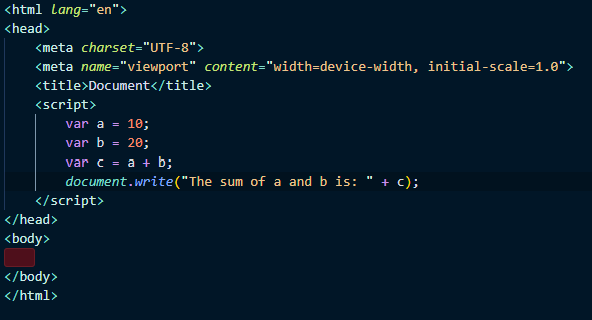 <html lang="en">
<head>
    <meta charset="UTF-8">
    <meta name="viewport" content="width=device-width, initial-scale=1.0">
    <title>Document</title>
    <script>
        var a = 10;
        var b = 20;
        var c = a + b;
        document.write("The sum of a and b is: " + c);
    </script>
</head>
<body>
</body>
</html>